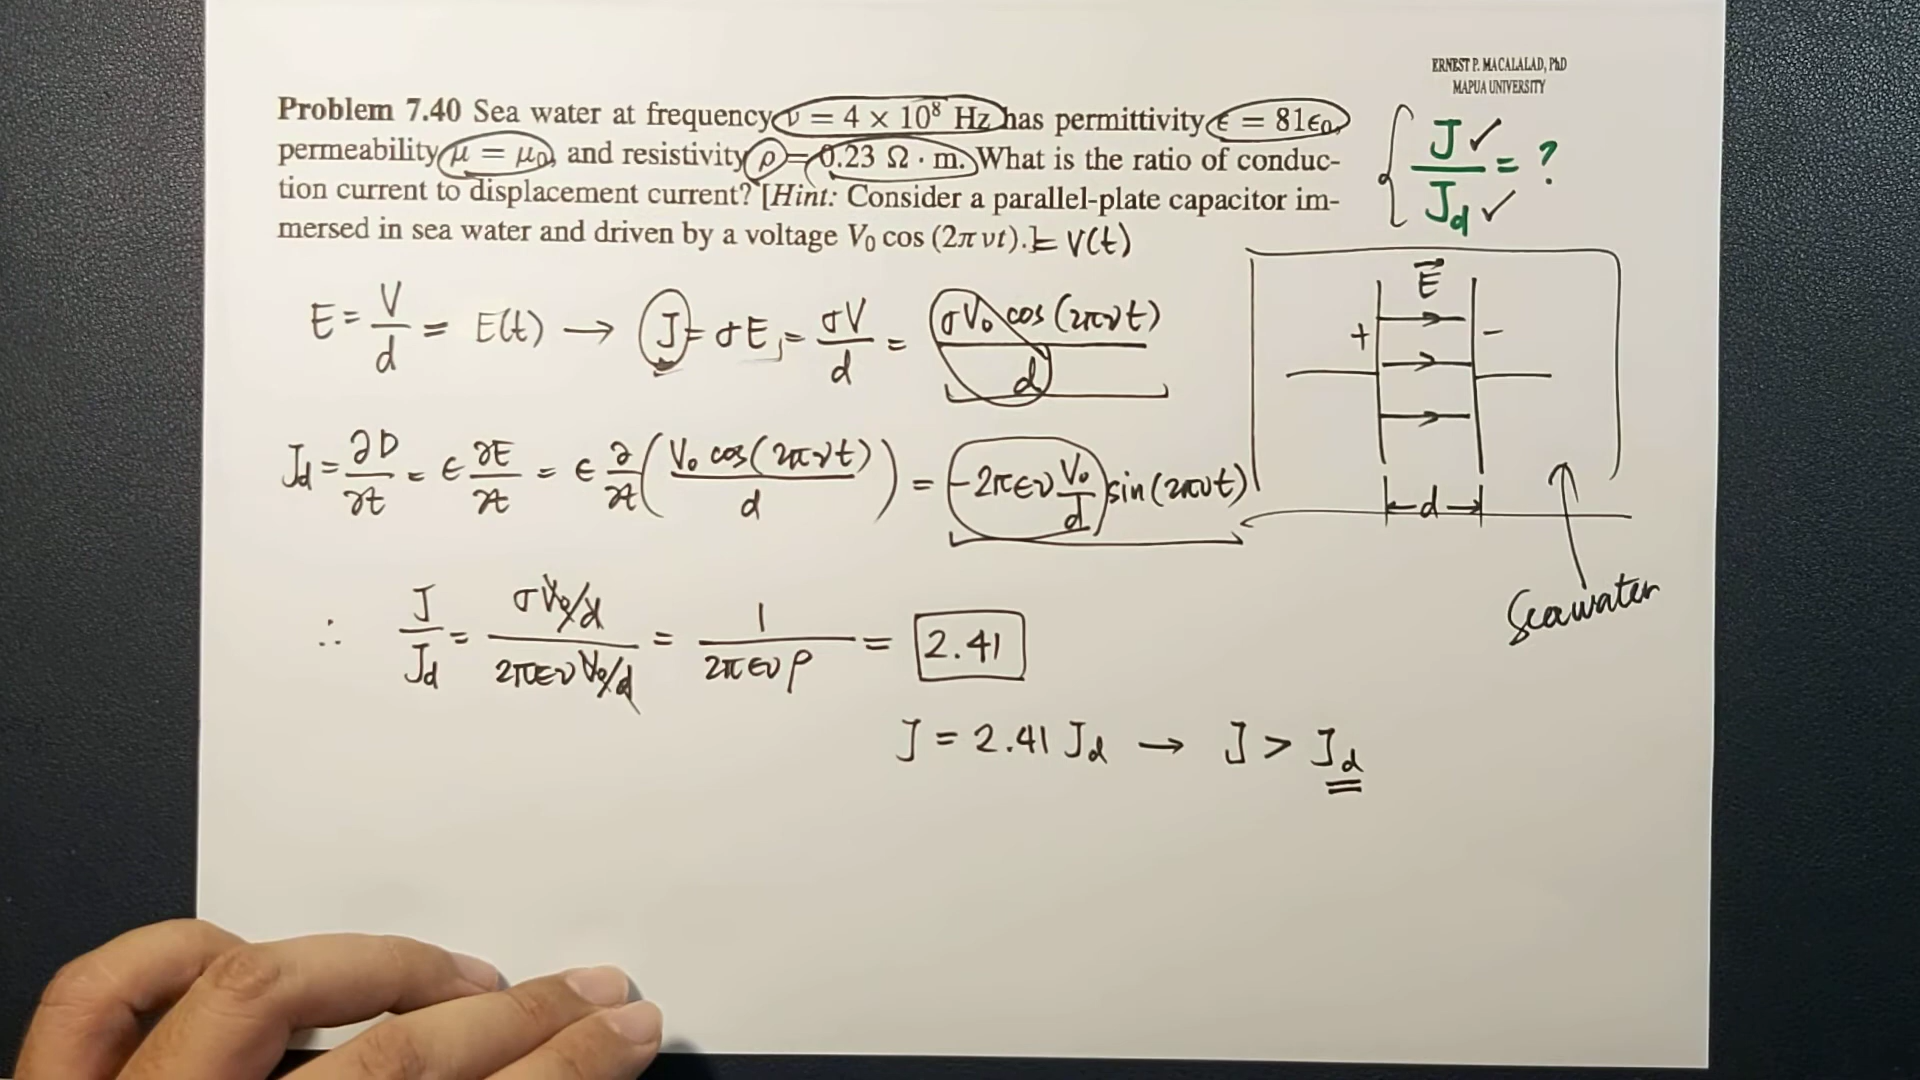 ERNEST P. MACALALAD, PhD
MAPUA UNIVERSITY
Problem 7.40 Sea water at frequency ν = 4 × 10⁸ Hz has permittivity ϵ = 81ϵ₀,
permeability μ = μ₀, and resistivity ρ = 0.23 Ω · m. What is the ratio of conduc-
tion current to displacement current? [Hint: Consider a parallel-plate capacitor im-
mersed in sea water and driven by a voltage V₀ cos (2π νt).] = V(t)
J/J_d = ?
E = V/d = E(t) → J = σE, = σV/d = σV₀ cos(2πνt)/d
E⃗
+ −
d
Seawater
J_d = ∂D/∂t = ϵ ∂E/∂t = ϵ ∂/∂t (V₀ cos(2πνt)/d) = -2πϵν V₀/d sin(2πνt)
∴ J/J_d = σV₀/d / 2πϵνV₀/d = 1/2πϵνρ = 2.41
J = 2.41 J_d → J > J_d